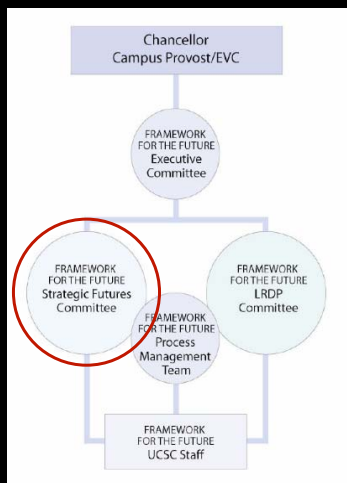 Chancellor
Campus Provost/EVC
FRAMEWORK
FOR THE FUTURE
Executive
Committee
FRAMEWORK
FOR THE FUTURE
Strategic Futures
Committee
FRAMEWORK
FOR THE FUTURE
Process
Management
Team
FRAMEWORK
FOR THE FUTURE
LRDP
Committee
FRAMEWORK
FOR THE FUTURE
UCSC Staff